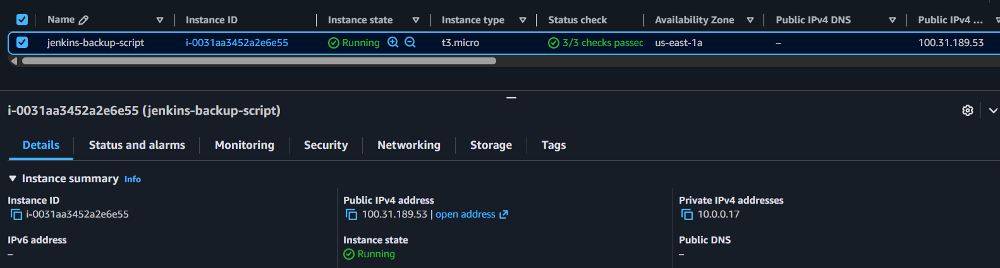 Name Instance ID Instance state Instance type Status check Availability Zone Public IPv4 DNS Public IPv4 ...
jenkins-backup-script i-0031aa3452a2e6e55 Running t3.micro 3/3 checks passec us-east-1a – 100.31.189.53
i-0031aa3452a2e6e55 (jenkins-backup-script)
Details Status and alarms Monitoring Security Networking Storage Tags
Instance summary Info
Instance ID Public IPv4 address Private IPv4 addresses
i-0031aa3452a2e6e55 100.31.189.53 | open address 10.0.0.17
IPv6 address Instance state Public DNS
– Running –